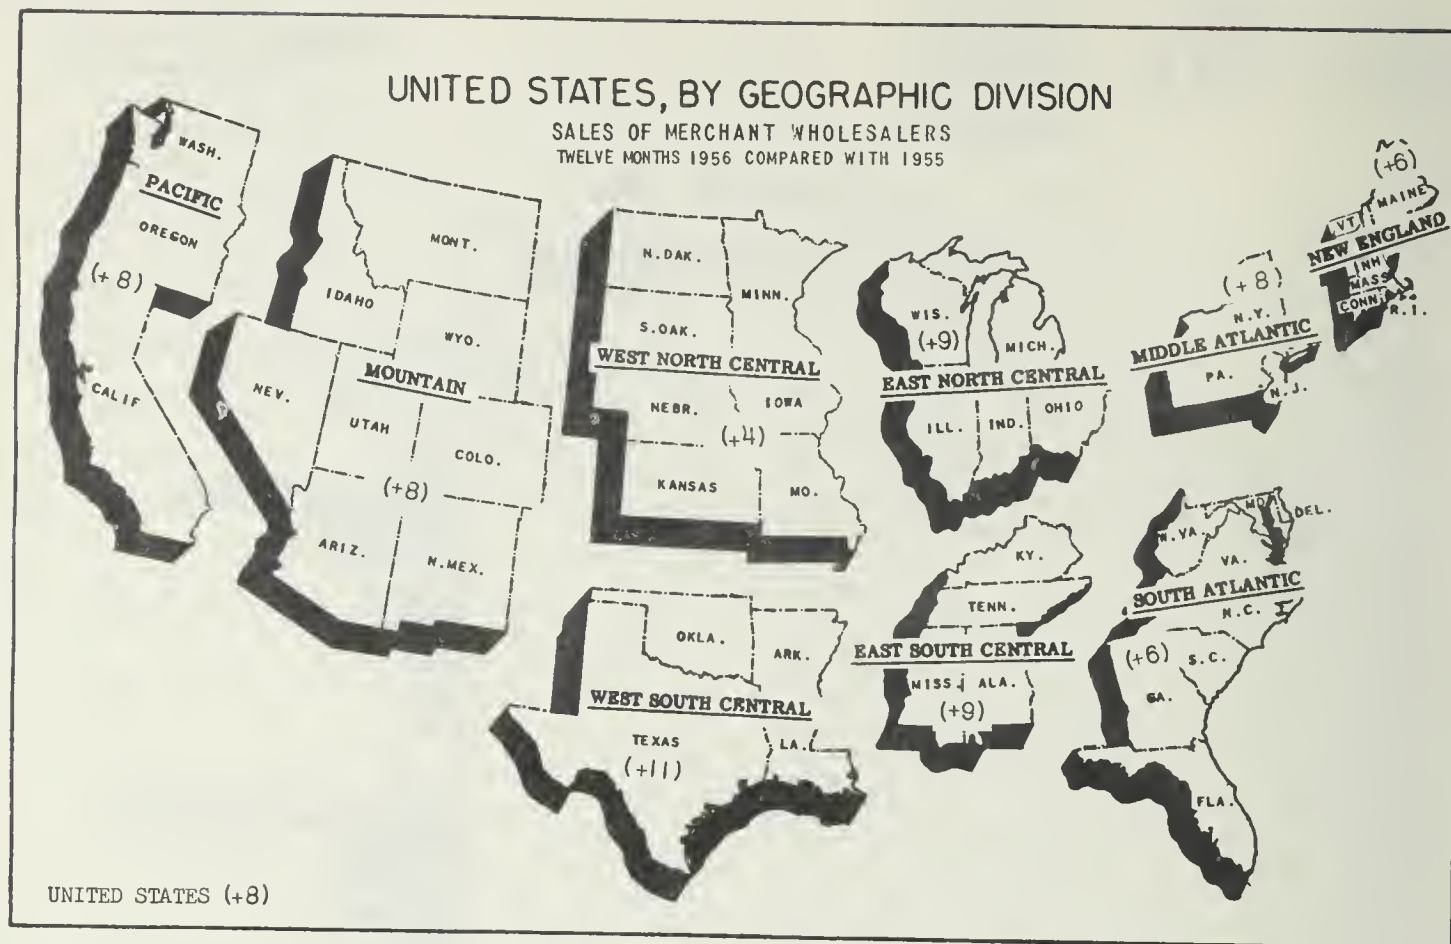 UNITED STATES, BY GEOGRAPHIC DIVISION
SALES OF MERCHANT WHOLESALERS
TWELVE MONTHS 1956 COMPARED WITH 1955
WASH.
PACIFIC
OREGON
(+8)
CALIF
MONT.
IDAHO
WYO.
MOUNTAIN
NEV.
UTAH
COLO.
(+8)
ARIZ.
N.MEX.
N.DAK.
MINN.
S.OAK.
WEST NORTH CENTRAL
NEBR.
IOWA
(+4)
KANSAS
MO.
OKLA.
ARK.
WEST SOUTH CENTRAL
TEXAS
LA.
(+11)
WIS.
(+9)
MICH.
EAST NORTH CENTRAL
ILL.
IND.
OHIO
KY.
TENN.
EAST SOUTH CENTRAL
MISS.
ALA.
(+9)
(+8)
N.Y.
MIDDLE ATLANTIC
PA.
N.J.
(+6)
MAINE
VT
NEW ENGLAND
NH
MASS
CONN
R.I.
MD
DEL.
W.VA.
VA.
SOUTH ATLANTIC
N.C.
(+6)
S.C.
GA.
FLA.
UNITED STATES (+8)